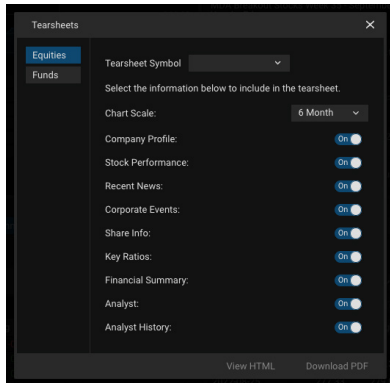 Tearsheets
Equities
Funds
Tearsheet Symbol
Select the information below to include in the tearsheet.
Chart Scale: 6 Month
Company Profile: On
Stock Performance: On
Recent News: On
Corporate Events: On
Share Info: On
Key Ratios: On
Financial Summary: On
Analyst: On
Analyst History: On
View HTML Download PDF